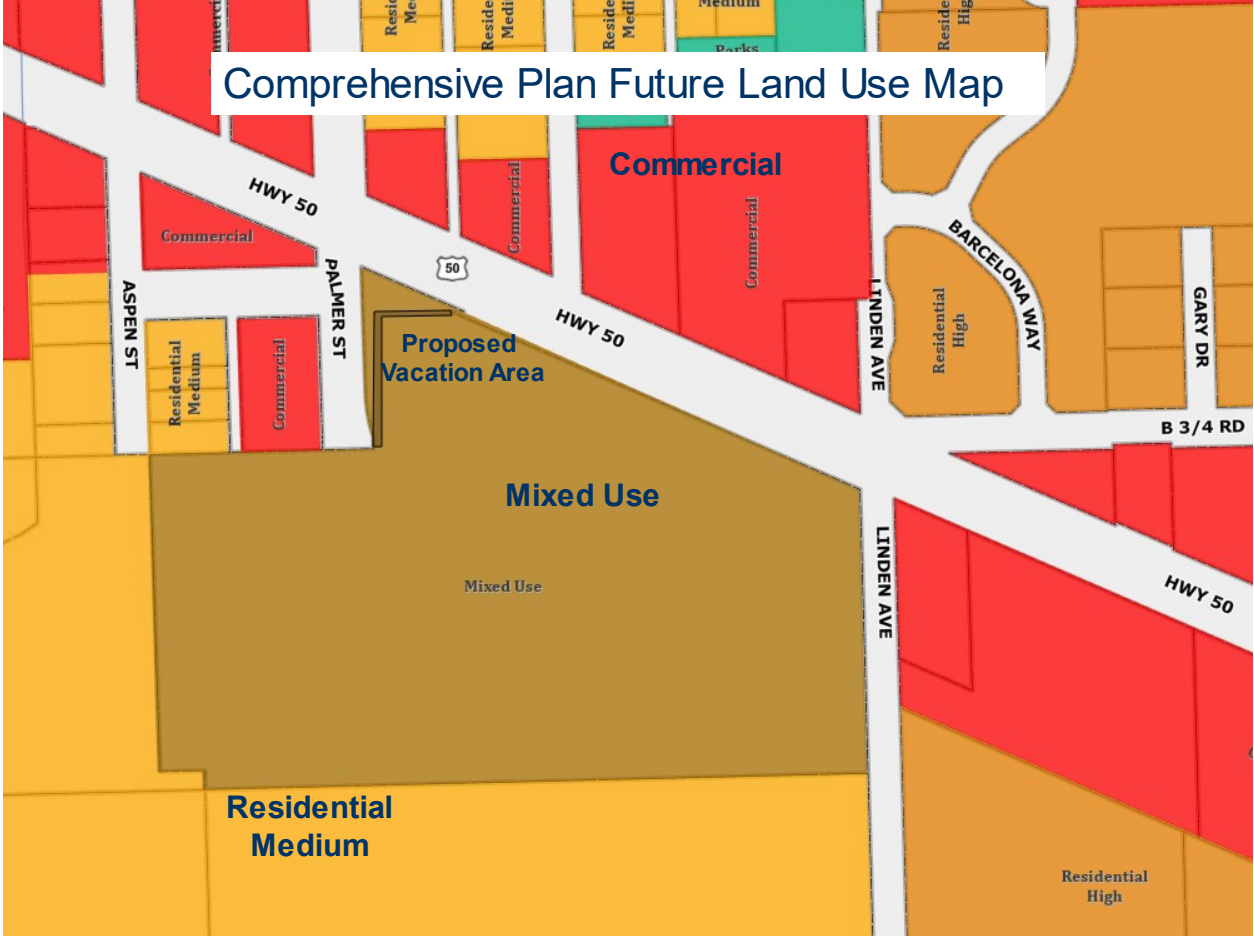 Medium
Parks
Comprehensive Plan Future Land Use Map
Commercial
HWY 50
Commercial
Commercial
Commercial
50
PALMER ST
ASPEN ST
BARCELONA WAY
LINDEN AVE
GARY DR
HWY 50
Residential
High
Proposed
Vacation Area
Residential
Medium
Commercial
B 3/4 RD
Mixed Use
LINDEN AVE
Mixed Use
HWY 50
Residential
Medium
Residential
High